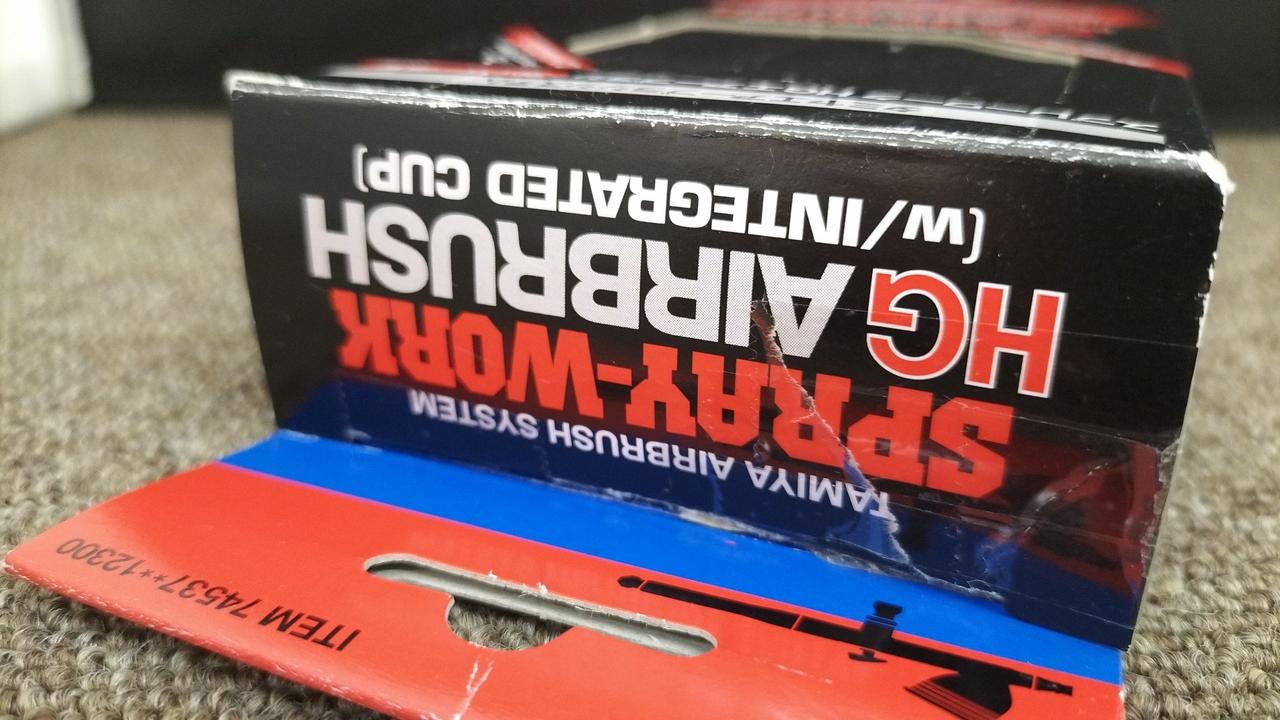 ITEM 74537**12300
TAMIYA AIRBRUSH SYSTEM
SPRAY-WORK
HG AIRBRUSH
(w/INTEGRATED CUP)